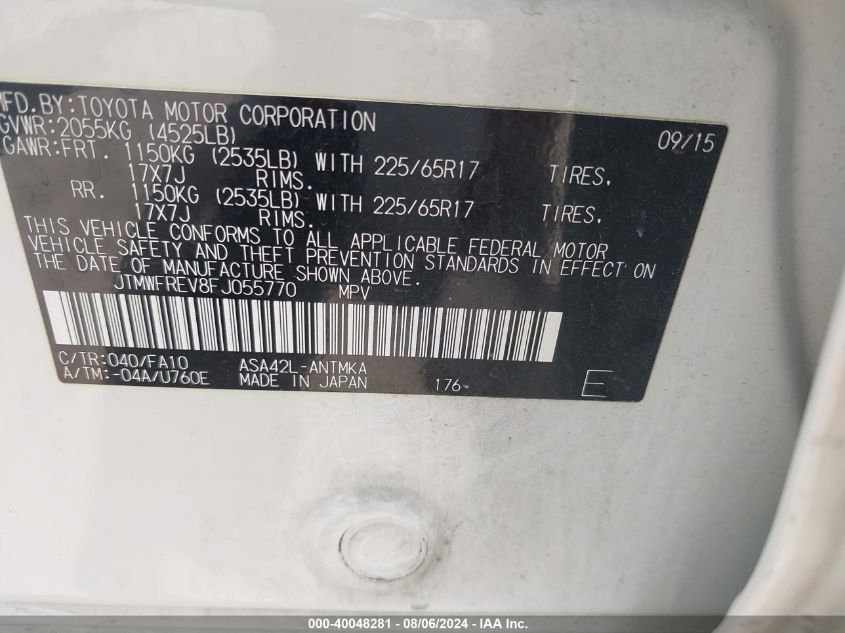 MFD.BY:TOYOTA MOTOR CORPORATION 09/15
GVWR:2055KG (4525LB)
GAWR:FRT. 1150KG (2535LB) WITH 225/65R17 TIRES,
17X7J RIMS.
RR. 1150KG (2535LB) WITH 225/65R17 TIRES,
17X7J RIMS.
THIS VEHICLE CONFORMS TO ALL APPLICABLE FEDERAL MOTOR
VEHICLE SAFETY AND THEFT PREVENTION STANDARDS IN EFFECT ON
THE DATE OF MANUFACTURE SHOWN ABOVE.
JTMWFREV8FJ055770 MPV
C/TR:040/FA10 ASA42L-ANTMKA
A/TM:-04A/U760E MADE IN JAPAN 176 E
000-40048281 - 08/06/2024 - IAA Inc.